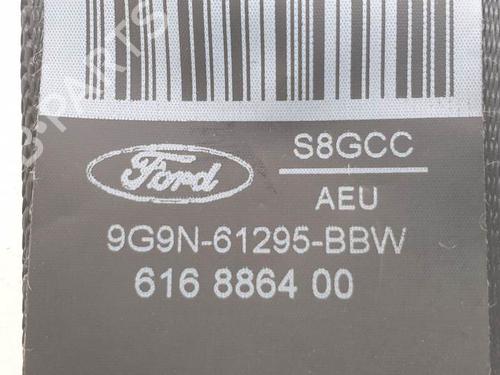 Ford
S8GCC
AEU
9G9N-61295-BBW
616 8864 00